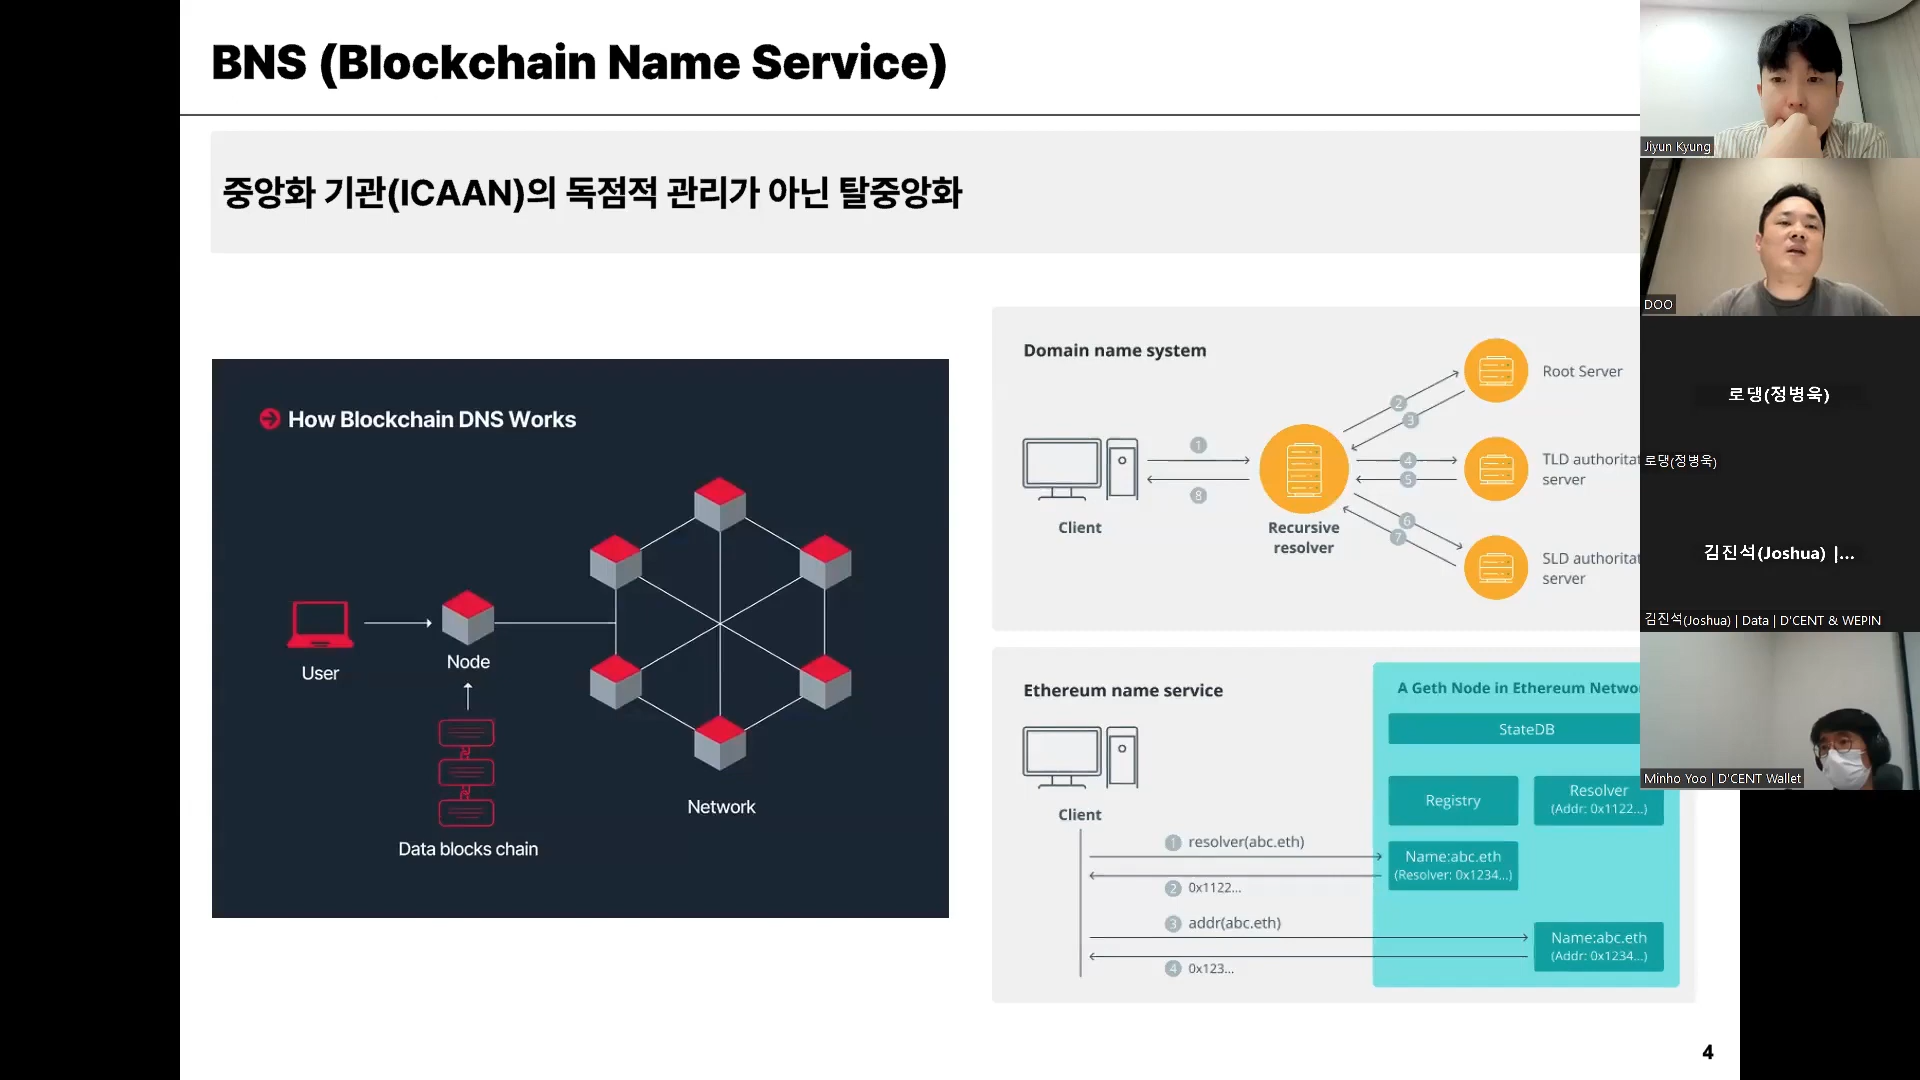 BNS (Blockchain Name Service)
중앙화 기관(ICAAN)의 독점적 관리가 아닌 탈중앙화
How Blockchain DNS Works
User
Node
Data blocks chain
Network
Domain name system
Client
Recursive
resolver
Root Server
TLD authoritat
server
SLD authoritat
server
1
2
3
4
5
6
7
8
Ethereum name service
Client
1 resolver(abc.eth)
2 0x1122...
3 addr(abc.eth)
4 0x123...
A Geth Node in Ethereum Netwo
StateDB
Registry
Resolver
(Addr: 0x1122...)
Name:abc.eth
(Resolver: 0x1234...)
Name:abc.eth
(Addr: 0x1234...)
4
Jiyun Kyung
DOO
로댕(정병욱)
로댕(정병욱)
김진석(Joshua) |...
김진석(Joshua) | Data | D'CENT & WEPIN
Minho Yoo | D'CENT Wallet